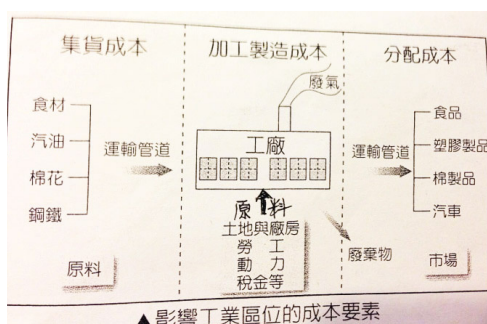 集貨成本
加工製造成本
分配成本
食材
汽油
棉花
鋼鐵
原料
運輸管道
廢氣
工廠
原料
土地與廠房
勞工
動力
稅金等
運輸管道
廢棄物
食品
塑膠製品
棉製品
汽車
市場
▲影響工業區位的成本要素